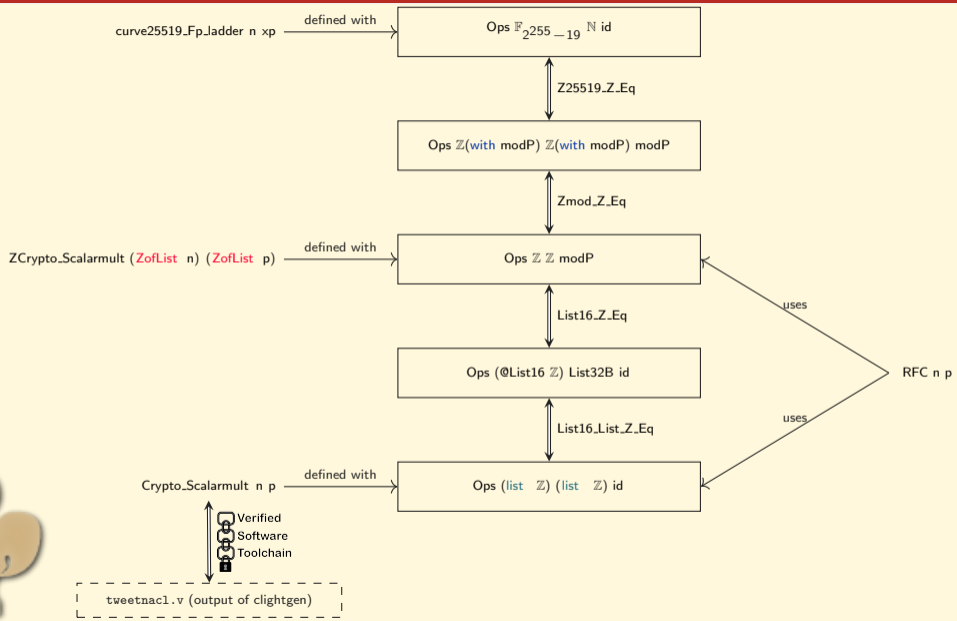 curve25519_Fp_ladder n xp
defined with
Ops 𝔽2255−19 ℕ id
Z25519_Z_Eq
Ops ℤ(with modP) ℤ(with modP) modP
Zmod_Z_Eq
ZCrypto_Scalarmult (ZofList n) (ZofList p)
defined with
Ops ℤ ℤ modP
List16_Z_Eq
uses
Ops (@List16 ℤ) List32B id
RFC n p
List16_List_Z_Eq
uses
Crypto_Scalarmult n p
defined with
Ops (list ℤ) (list ℤ) id
Verified
Software
Toolchain
tweetnacl.v (output of clightgen)